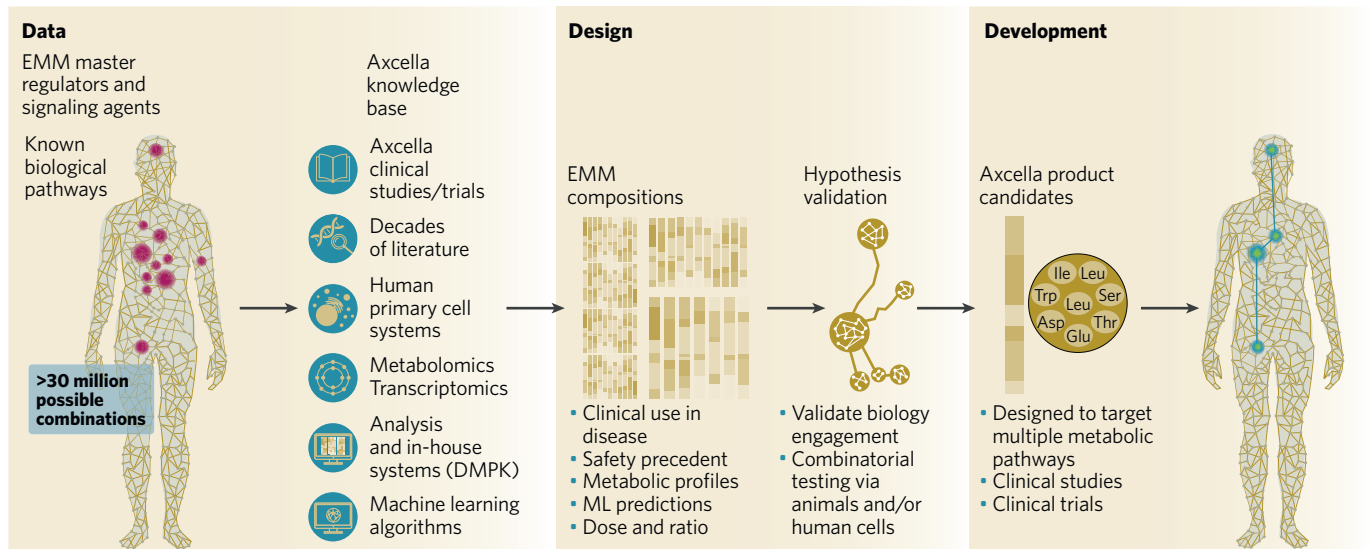 Data
EMM master
regulators and
signaling agents
Known
biological
pathways
>30 million
possible
combinations
Axcella
knowledge
base
Axcella
clinical
studies/trials
Decades
of literature
Human
primary cell
systems
Metabolomics
Transcriptomics
Analysis
and in-house
systems (DMPK)
Machine learning
algorithms
Design
EMM
compositions
• Clinical use in
disease
• Safety precedent
• Metabolic profiles
• ML predictions
• Dose and ratio
Hypothesis
validation
• Validate biology
engagement
• Combinatorial
testing via
animals and/or
human cells
Development
Axcella product
candidates
Ile Leu
Trp Leu Ser
Asp Glu Thr
• Designed to target
multiple metabolic
pathways
• Clinical studies
• Clinical trials